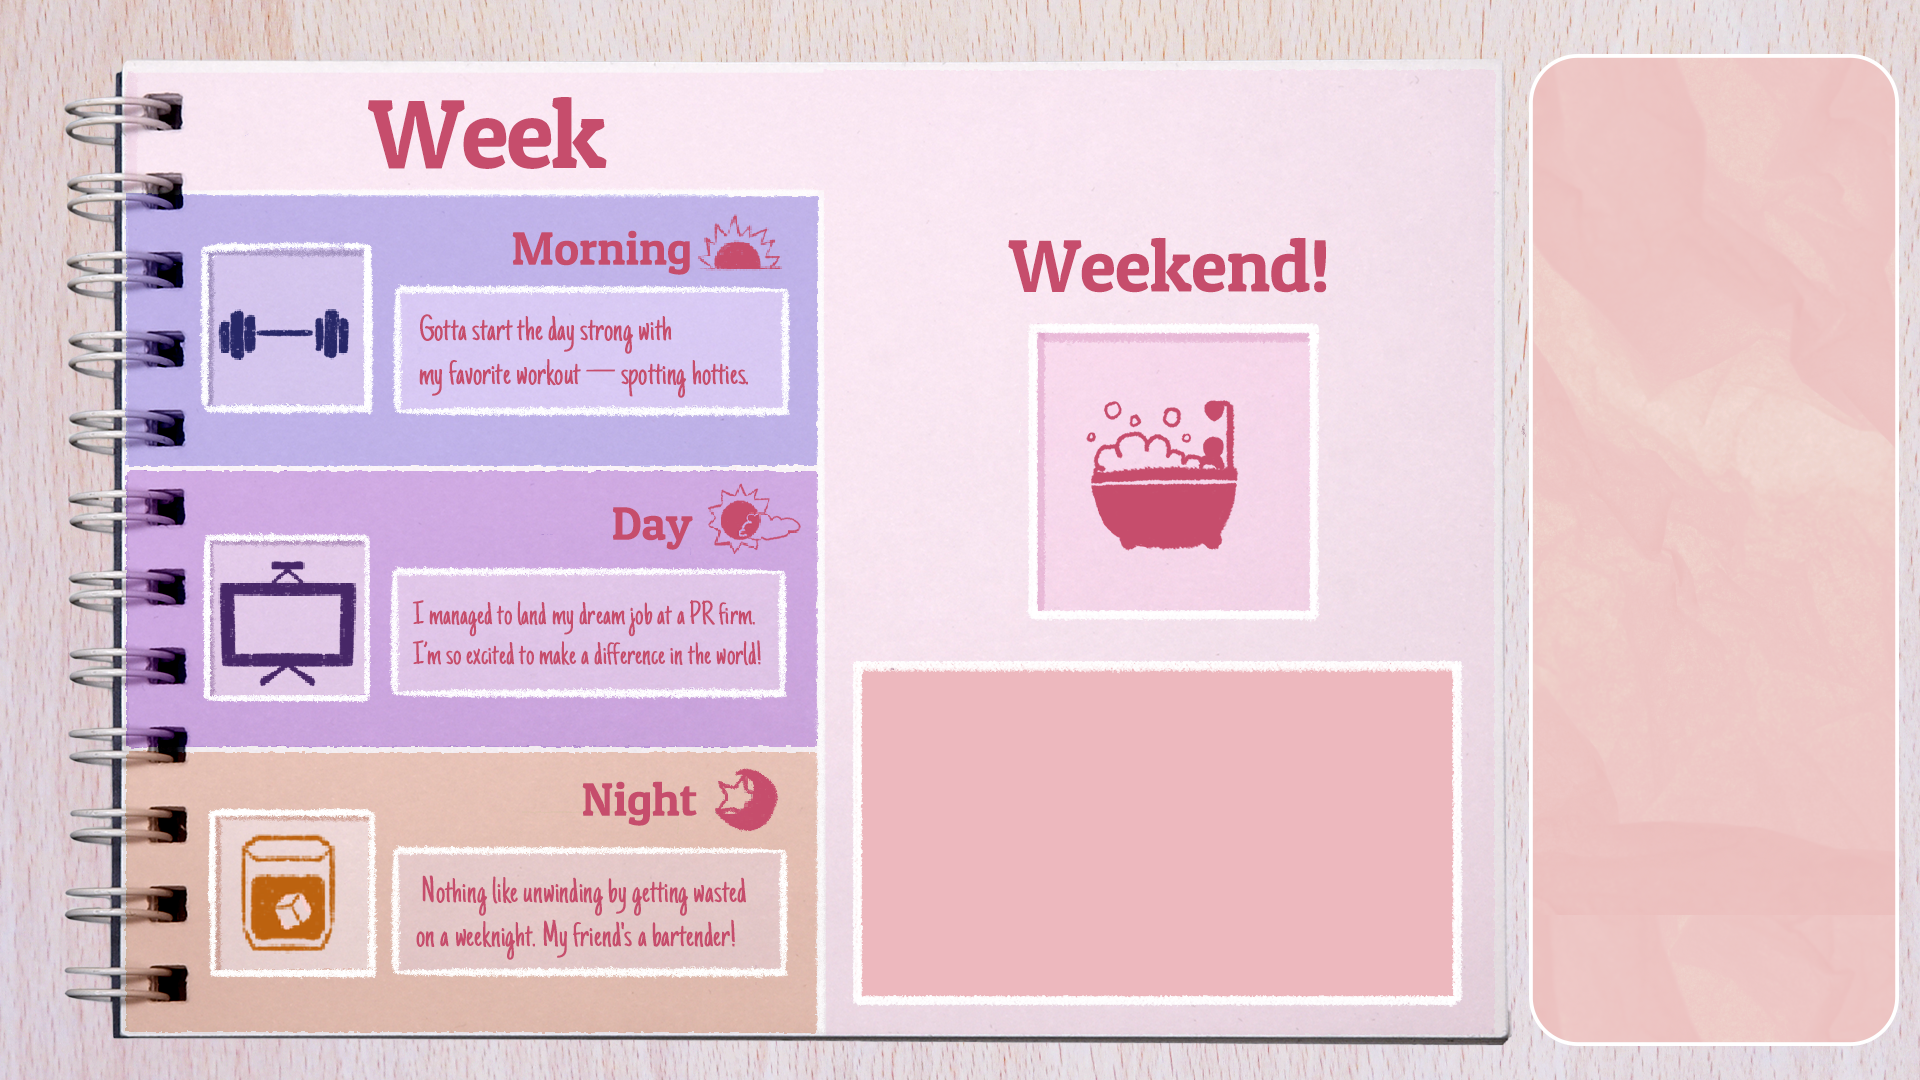 Week
Morning
Gotta start the day strong with
my favorite workout — spotting hotties.
Day
I managed to land my dream job at a PR firm.
I'm so excited to make a difference in the world!
Night
Nothing like unwinding by getting wasted
on a weeknight. My friend's a bartender!
Weekend!